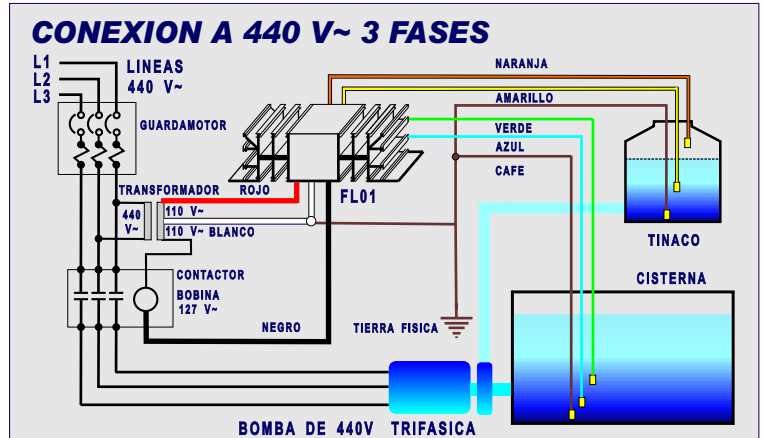 CONEXION A 440 V~ 3 FASES
L1
L2
L3
LINEAS
440 V~
GUARDAMOTOR
NARANJA
AMARILLO
VERDE
AZUL
CAFE
TRANSFORMADOR
ROJO
FL01
440
V~
110 V~
110 V~ BLANCO
TINACO
CONTACTOR
BOBINA
127 V~
NEGRO
TIERRA FISICA
CISTERNA
BOMBA DE 440V TRIFASICA